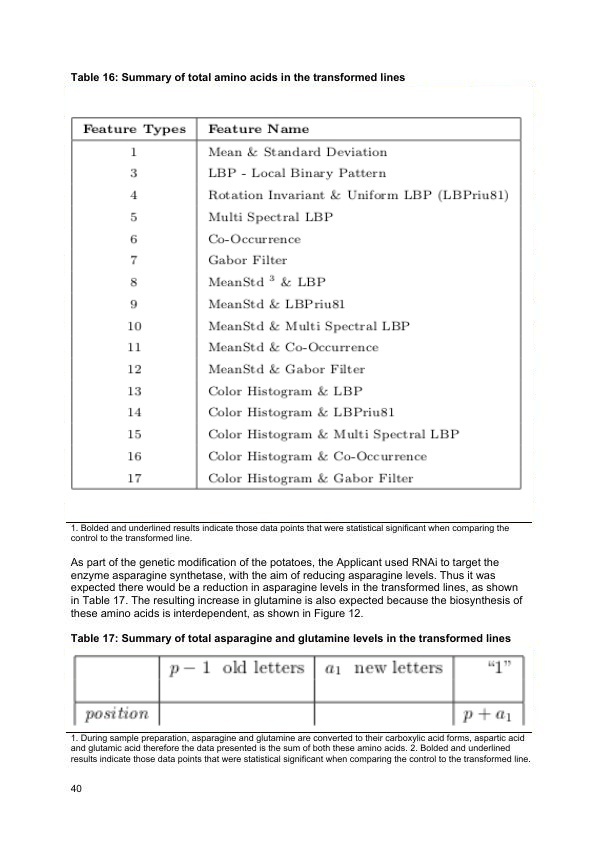 Table 16: Summary of total amino acids in the transformed lines
Feature Types Feature Name
1 Mean & Standard Deviation
3 LBP - Local Binary Pattern
4 Rotation Invariant & Uniform LBP (LBPriu81)
5 Multi Spectral LBP
6 Co-Occurrence
7 Gabor Filter
8 MeanStd ³ & LBP
9 MeanStd & LBPriu81
10 MeanStd & Multi Spectral LBP
11 MeanStd & Co-Occurrence
12 MeanStd & Gabor Filter
13 Color Histogram & LBP
14 Color Histogram & LBPriu81
15 Color Histogram & Multi Spectral LBP
16 Color Histogram & Co-Occurrence
17 Color Histogram & Gabor Filter
1. Bolded and underlined results indicate those data points that were statistical significant when comparing the
control to the transformed line.
As part of the genetic modification of the potatoes, the Applicant used RNAi to target the
enzyme asparagine synthetase, with the aim of reducing asparagine levels. Thus it was
expected there would be a reduction in asparagine levels in the transformed lines, as shown
in Table 17. The resulting increase in glutamine is also expected because the biosynthesis of
these amino acids is interdependent, as shown in Figure 12.
Table 17: Summary of total asparagine and glutamine levels in the transformed lines
p − 1 old letters a₁ new letters “1”
position p + a₁
1. During sample preparation, asparagine and glutamine are converted to their carboxylic acid forms, aspartic acid
and glutamic acid therefore the data presented is the sum of both these amino acids. 2. Bolded and underlined
results indicate those data points that were statistical significant when comparing the control to the transformed line.
40